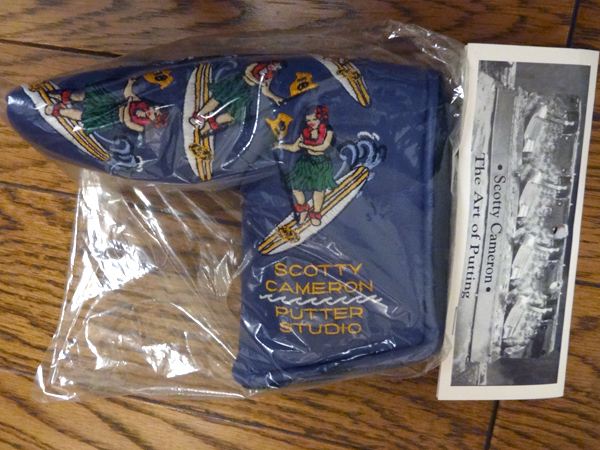 SCOTTY
CAMERON
PUTTER
STUDIO
• Scotty Cameron •
The Art of Putting